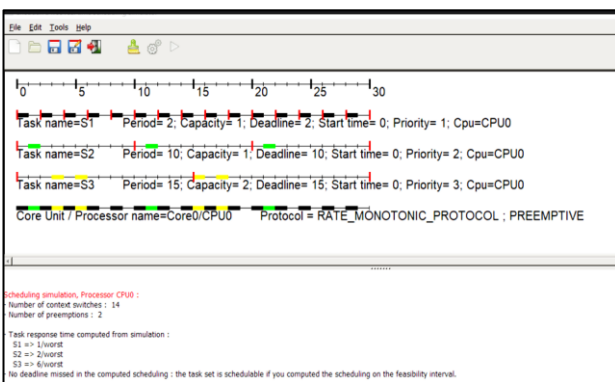 File Edit Tools Help
0 5 10 15 20 25 30
Task name=S1 Period= 2; Capacity= 1; Deadline= 2; Start time= 0; Priority= 1; Cpu=CPU0
Task name=S2 Period= 10; Capacity= 1; Deadline= 10; Start time= 0; Priority= 2; Cpu=CPU0
Task name=S3 Period= 15; Capacity= 2; Deadline= 15; Start time= 0; Priority= 3; Cpu=CPU0
Core Unit / Processor name=Core0/CPU0 Protocol = RATE_MONOTONIC_PROTOCOL ; PREEMPTIVE
Scheduling simulation, Processor CPU0 :
- Number of context switches : 14
- Number of preemptions : 2
- Task response time computed from simulation :
S1 => 1/worst
S2 => 2/worst
S3 => 6/worst
- No deadline missed in the computed scheduling : the task set is schedulable if you computed the scheduling on the feasibility interval.